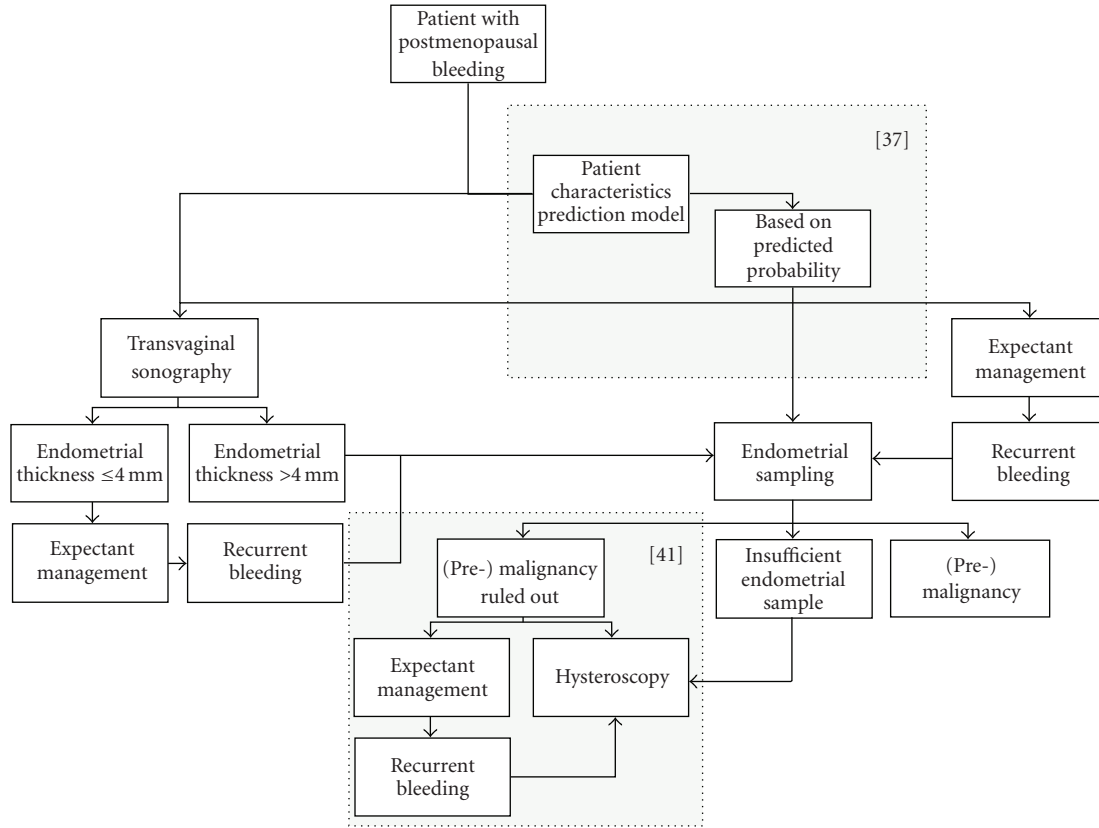 Patient with
postmenopausal
bleeding
[37]
Patient
characteristics
prediction model
Based on
predicted
probability
Transvaginal
sonography
Expectant
management
Endometrial
thickness ≤4 mm
Endometrial
thickness >4 mm
Endometrial
sampling
Recurrent
bleeding
Expectant
management
Recurrent
bleeding
[41]
(Pre-) malignancy
ruled out
Insufficient
endometrial
sample
(Pre-)
malignancy
Expectant
management
Hysteroscopy
Recurrent
bleeding